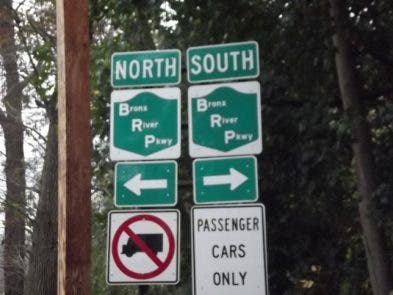 NORTH
SOUTH
Bronx
River
Pkwy
Bronx
River
Pkwy
PASSENGER
CARS
ONLY